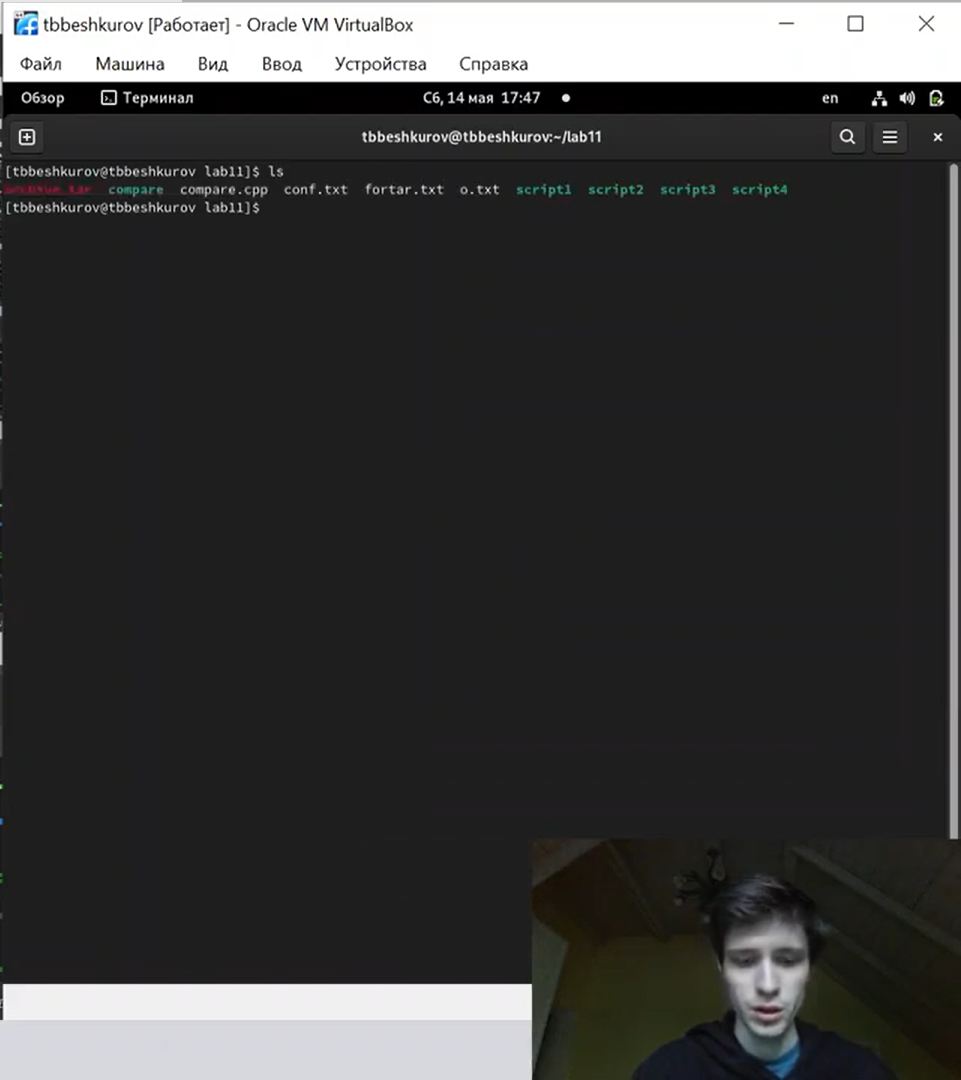 tbbeshkurov [Работает] - Oracle VM VirtualBox
Файл Машина Вид Ввод Устройства Справка
Обзор Терминал Сб, 14 мая 17:47 en
tbbeshkurov@tbbeshkurov:~/lab11
[tbbeshkurov@tbbeshkurov lab11]$ ls
compare compare.cpp conf.txt fortar.txt o.txt script1 script2 script3 script4
[tbbeshkurov@tbbeshkurov lab11]$